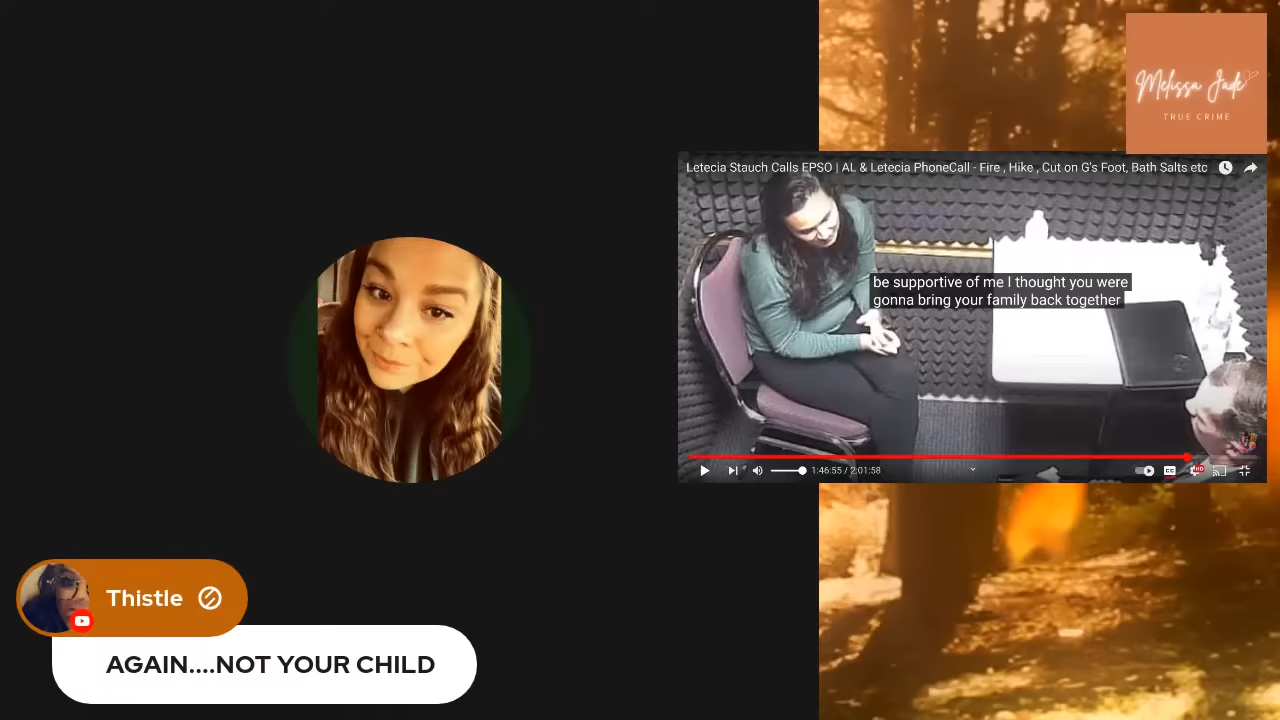 Melissa Jade
TRUE CRIME
Letecia Stauch Calls EPSO | AL & Letecia PhoneCall - Fire , Hike , Cut on G's Foot, Bath Salts etc
be supportive of me I thought you were
gonna bring your family back together
1:46:55 / 2:01:58
CC
HD
Thistle
AGAIN....NOT YOUR CHILD